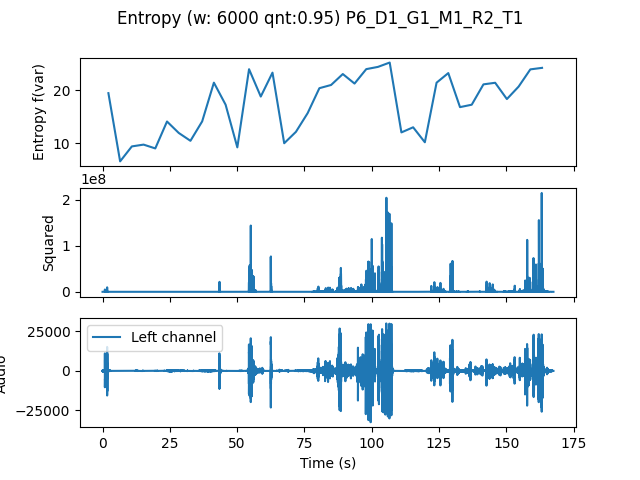 Entropy (w: 6000 qnt:0.95) P6_D1_G1_M1_R2_T1
Entropy f(var)
20
10
1e8
Squared
2
1
0
Audio
25000
0
−25000
Left channel
0 25 50 75 100 125 150 175
Time (s)